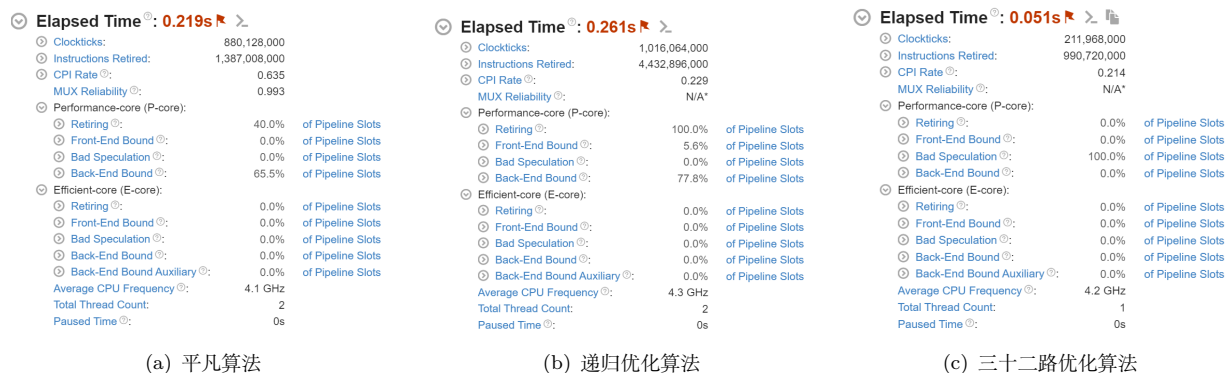 Elapsed Time: 0.219s
Clockticks: 880,128,000
Instructions Retired: 1,387,008,000
CPI Rate: 0.635
MUX Reliability: 0.993
Performance-core (P-core):
Retiring: 40.0% of Pipeline Slots
Front-End Bound: 0.0% of Pipeline Slots
Bad Speculation: 0.0% of Pipeline Slots
Back-End Bound: 65.5% of Pipeline Slots
Efficient-core (E-core):
Retiring: 0.0% of Pipeline Slots
Front-End Bound: 0.0% of Pipeline Slots
Bad Speculation: 0.0% of Pipeline Slots
Back-End Bound: 0.0% of Pipeline Slots
Back-End Bound Auxiliary: 0.0% of Pipeline Slots
Average CPU Frequency: 4.1 GHz
Total Thread Count: 2
Paused Time: 0s
(a) 平凡算法
Elapsed Time: 0.261s
Clockticks: 1,016,064,000
Instructions Retired: 4,432,896,000
CPI Rate: 0.229
MUX Reliability: N/A*
Performance-core (P-core):
Retiring: 100.0% of Pipeline Slots
Front-End Bound: 5.6% of Pipeline Slots
Bad Speculation: 0.0% of Pipeline Slots
Back-End Bound: 77.8% of Pipeline Slots
Efficient-core (E-core):
Retiring: 0.0% of Pipeline Slots
Front-End Bound: 0.0% of Pipeline Slots
Bad Speculation: 0.0% of Pipeline Slots
Back-End Bound: 0.0% of Pipeline Slots
Back-End Bound Auxiliary: 0.0% of Pipeline Slots
Average CPU Frequency: 4.3 GHz
Total Thread Count: 2
Paused Time: 0s
(b) 递归优化算法
Elapsed Time: 0.051s
Clockticks: 211,968,000
Instructions Retired: 990,720,000
CPI Rate: 0.214
MUX Reliability: N/A*
Performance-core (P-core):
Retiring: 0.0% of Pipeline Slots
Front-End Bound: 0.0% of Pipeline Slots
Bad Speculation: 100.0% of Pipeline Slots
Back-End Bound: 0.0% of Pipeline Slots
Efficient-core (E-core):
Retiring: 0.0% of Pipeline Slots
Front-End Bound: 0.0% of Pipeline Slots
Bad Speculation: 0.0% of Pipeline Slots
Back-End Bound: 0.0% of Pipeline Slots
Back-End Bound Auxiliary: 0.0% of Pipeline Slots
Average CPU Frequency: 4.2 GHz
Total Thread Count: 1
Paused Time: 0s
(c) 三十二路优化算法